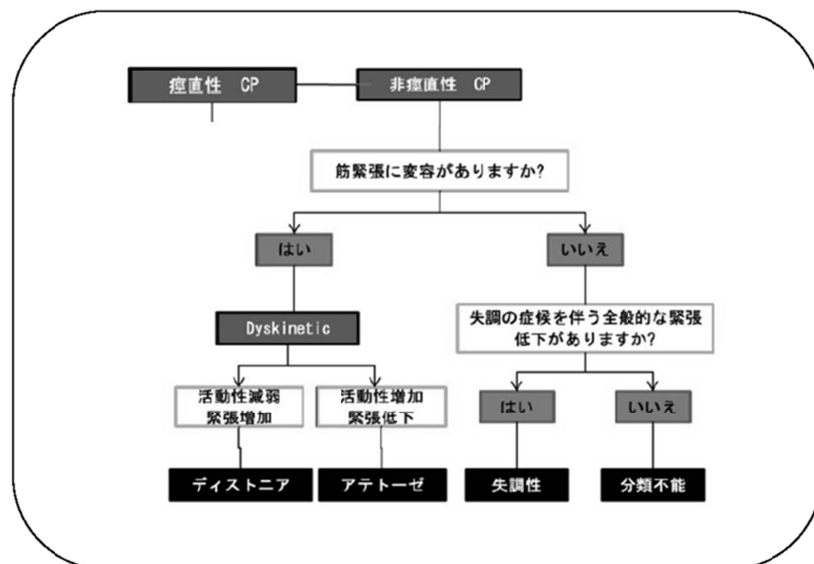 痙直性 CP
非痙直性 CP
筋緊張に変容がありますか?
はい
いいえ
Dyskinetic
失調の症候を伴う全般的な緊張
低下がありますか?
活動性減弱
緊張増加
活動性増加
緊張低下
はい
いいえ
ディストニア
アテトーゼ
失調性
分類不能